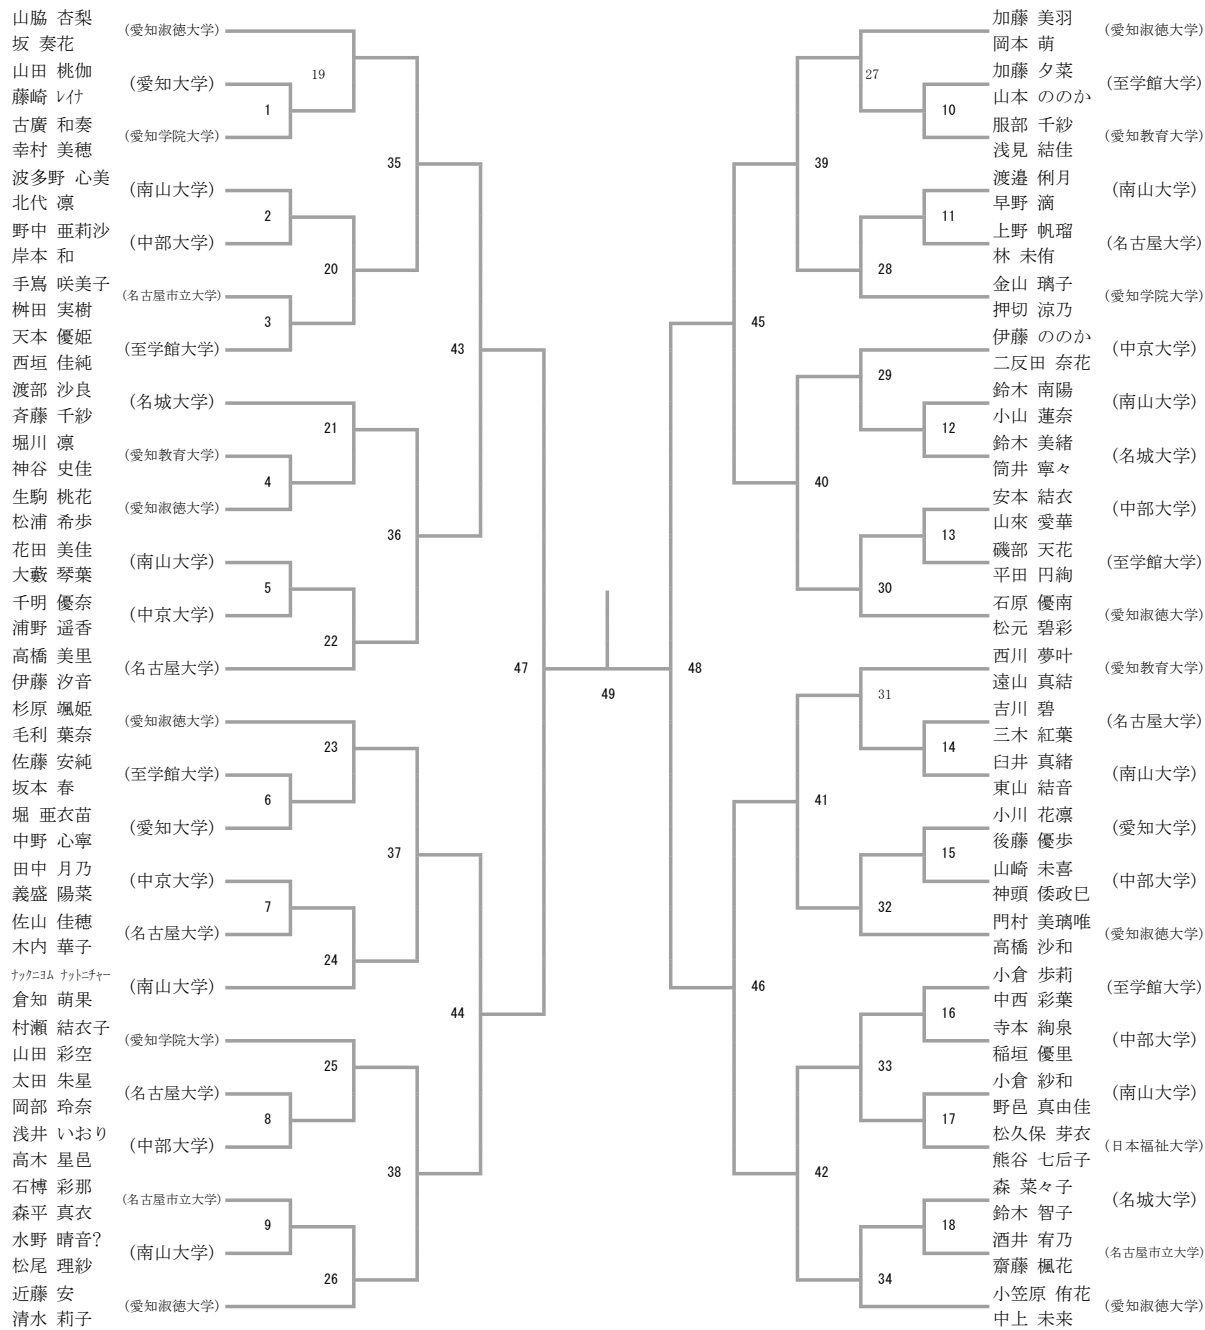 山脇 杏梨
(愛知淑徳大学)
坂 奏花
山田 桃伽
(愛知大学)
藤崎 ﾚｲﾅ
古廣 和奏
(愛知学院大学)
幸村 美穂
波多野 心美
(南山大学)
北代 凛
野中 亜莉沙
(中部大学)
岸本 和
手嶌 咲美子
(名古屋市立大学)
桝田 実樹
天本 優姫
(至学館大学)
西垣 佳純
渡部 沙良
(名城大学)
斉藤 千紗
堀川 凛
(愛知教育大学)
神谷 史佳
生駒 桃花
(愛知淑徳大学)
松浦 希歩
花田 美佳
(南山大学)
大藪 琴葉
千明 優奈
(中京大学)
浦野 遥香
高橋 美里
(名古屋大学)
伊藤 汐音
杉原 颯姫
(愛知淑徳大学)
毛利 葉奈
佐藤 安純
(至学館大学)
坂本 春
堀 亜衣苗
(愛知大学)
中野 心寧
田中 月乃
(中京大学)
義盛 陽菜
佐山 佳穂
(名古屋大学)
木内 華子
ﾅｯｸﾆﾖﾑ ﾅｯﾄﾆﾁｬｰ
(南山大学)
倉知 萌果
村瀬 結衣子
(愛知学院大学)
山田 彩空
太田 朱星
(名古屋大学)
岡部 玲奈
浅井 いおり
(中部大学)
高木 星邑
石榑 彩那
(名古屋市立大学)
森平 真衣
水野 晴音?
(南山大学)
松尾 理紗
近藤 安
(愛知淑徳大学)
清水 莉子
19
1
35
2
20
3
43
21
4
36
5
22
47
23
6
37
7
24
44
25
8
38
9
26
49
48
27
10
39
11
28
45
29
12
40
13
30
31
14
41
15
32
46
16
33
17
42
18
34
加藤 美羽
(愛知淑徳大学)
岡本 萌
加藤 夕菜
(至学館大学)
山本 ののか
服部 千紗
(愛知教育大学)
浅見 結佳
渡邉 俐月
(南山大学)
早野 滴
上野 帆瑠
(名古屋大学)
林 未侑
金山 璃子
(愛知学院大学)
押切 涼乃
伊藤 ののか
(中京大学)
二反田 奈花
鈴木 南陽
(南山大学)
小山 蓮奈
鈴木 美緒
(名城大学)
筒井 寧々
安本 結衣
(中部大学)
山來 愛華
磯部 天花
(至学館大学)
平田 円絢
石原 優南
(愛知淑徳大学)
松元 碧彩
西川 夢叶
(愛知教育大学)
遠山 真結
吉川 碧
(名古屋大学)
三木 紅葉
臼井 真緒
(南山大学)
東山 結音
小川 花凛
(愛知大学)
後藤 優歩
山崎 未喜
(中部大学)
神頭 倭政巳
門村 美璃唯
(愛知淑徳大学)
高橋 沙和
小倉 歩莉
(至学館大学)
中西 彩葉
寺本 絢泉
(中部大学)
稲垣 優里
小倉 紗和
(南山大学)
野邑 真由佳
松久保 芽衣
(日本福祉大学)
熊谷 七后子
森 菜々子
(名城大学)
鈴木 智子
酒井 宥乃
(名古屋市立大学)
齋藤 楓花
小笠原 侑花
(愛知淑徳大学)
中上 未来